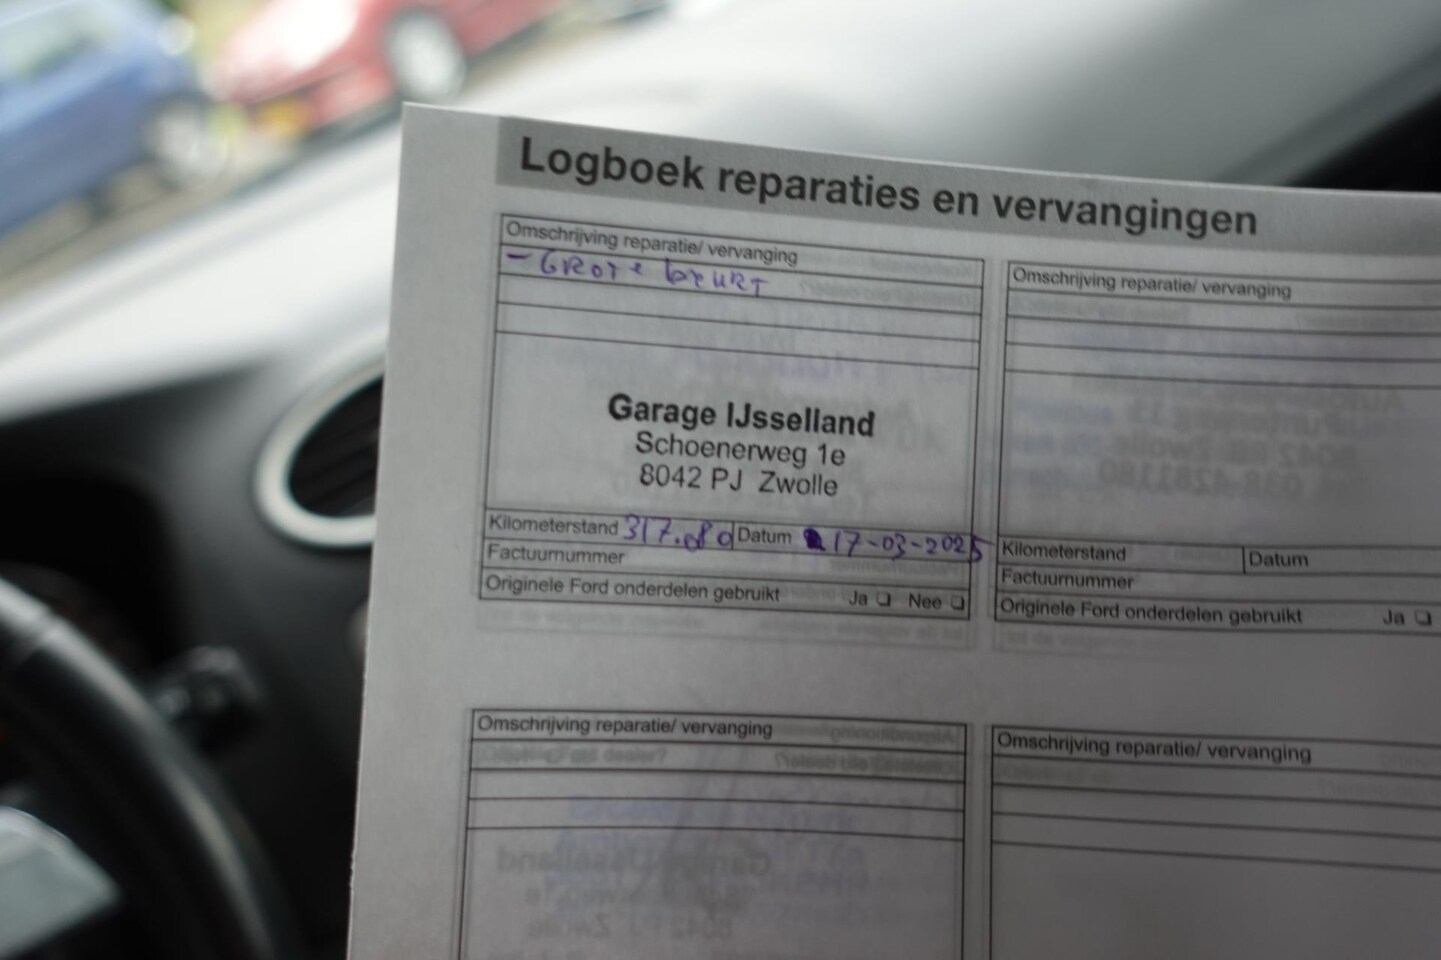 Logboek reparaties en vervangingen
Omschrijving reparatie/ vervanging
- GROTE beURT
Garage IJsselland
Schoenerweg 1e
8042 PJ Zwolle
Kilometerstand 317.080 Datum 17-03-2025
Factuurnummer
Originele Ford onderdelen gebruikt Ja ❑ Nee ❑
Omschrijving reparatie/ vervanging
Kilometerstand Datum
Factuurnummer
Originele Ford onderdelen gebruikt Ja ❑
Omschrijving reparatie/ vervanging
Omschrijving reparatie/ vervanging